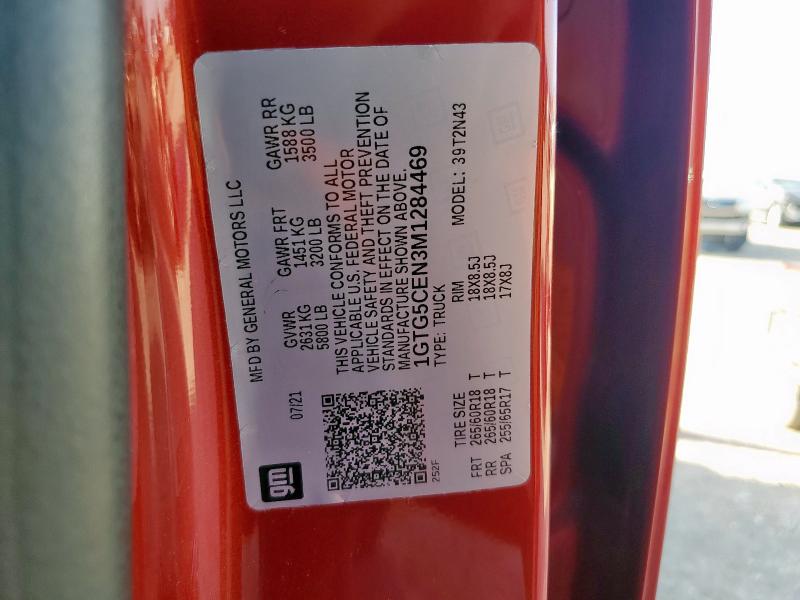 gm
MFD BY GENERAL MOTORS LLC
07/21
GVWR GAWR FRT GAWR RR
2631 KG 1451 KG 1588 KG
5800 LB 3200 LB 3500 LB
THIS VEHICLE CONFORMS TO ALL
APPLICABLE U.S. FEDERAL MOTOR
VEHICLE SAFETY AND THEFT PREVENTION
STANDARDS IN EFFECT ON THE DATE OF
MANUFACTURE SHOWN ABOVE.
1GTG5CEN3M1284469
252F
TYPE: TRUCK MODEL: 39T2N43
TIRE SIZE RIM
FRT 265/60R18 T 18X8.5J
RR 265/60R18 T 18X8.5J
SPA 255/65R17 T 17X8J